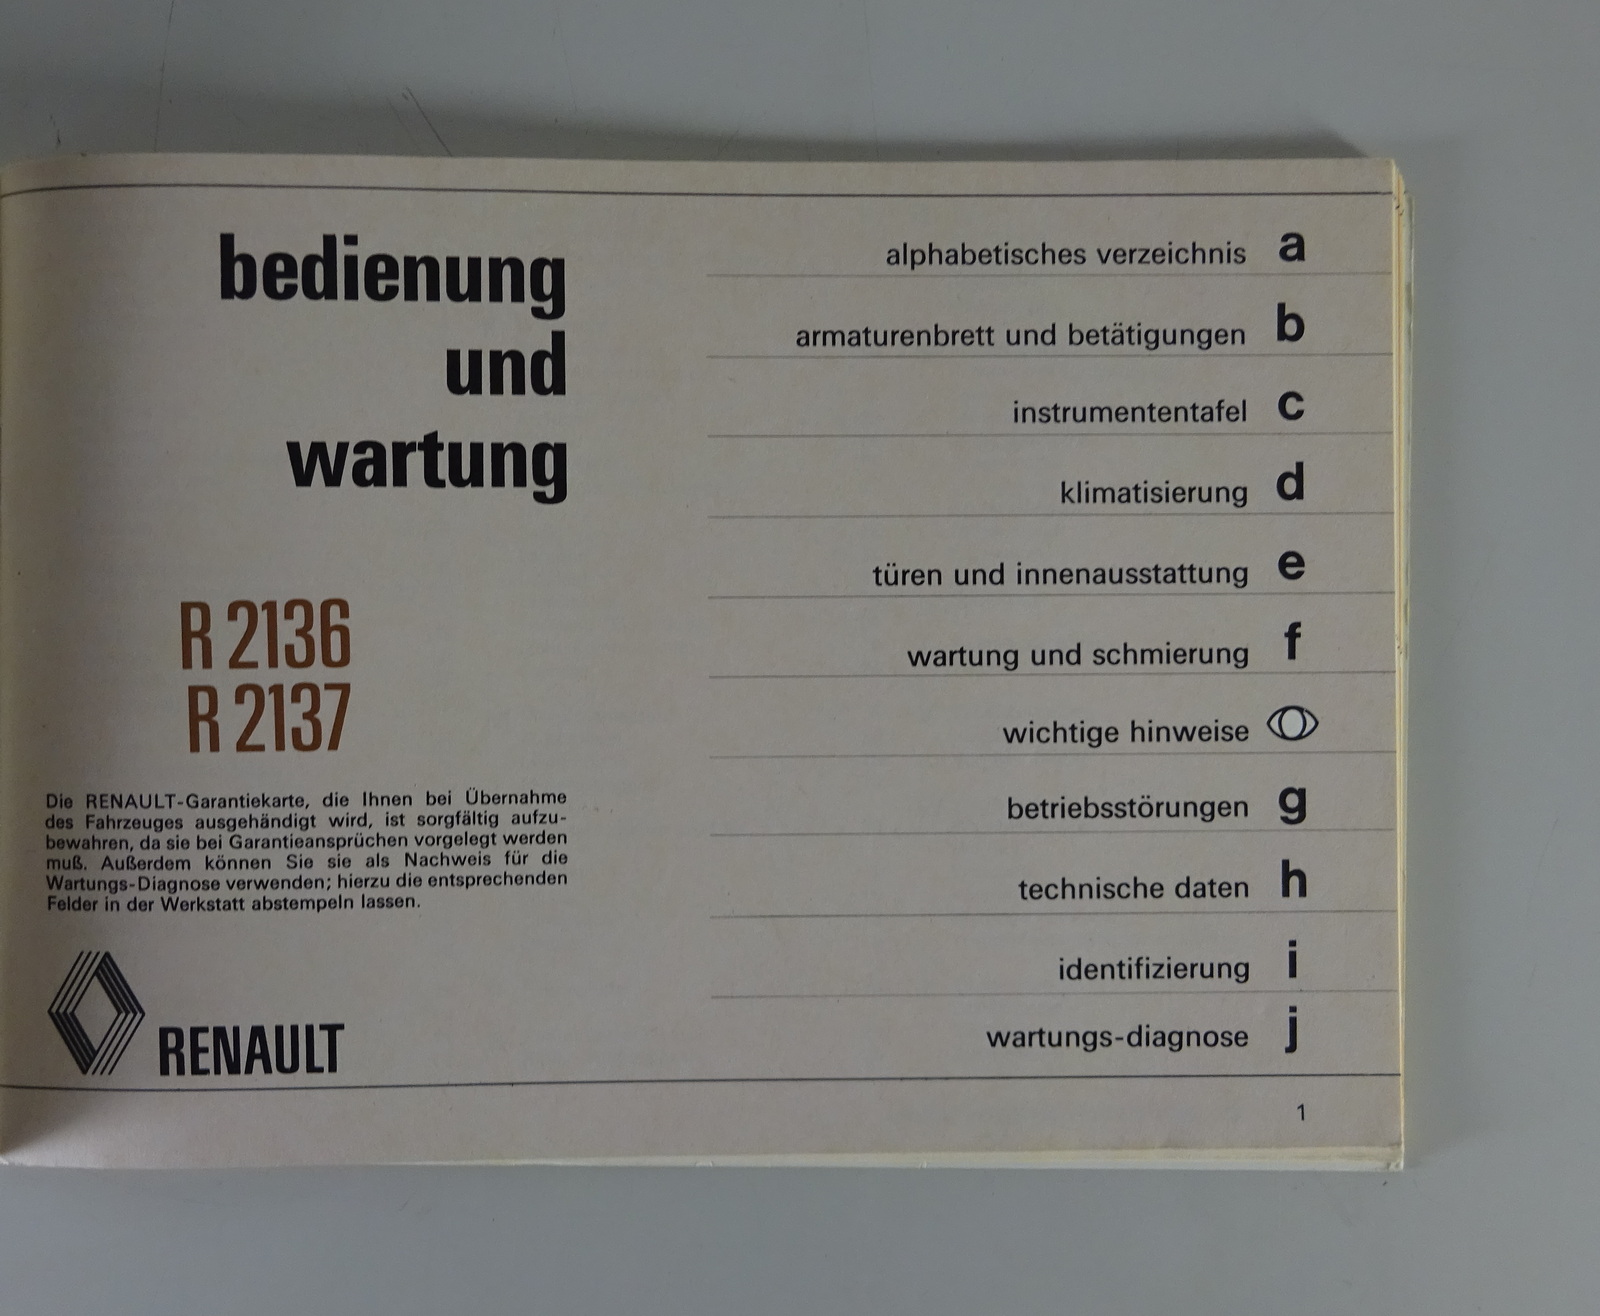 bedienung
und
wartung
R 2136
R 2137
Die RENAULT-Garantiekarte, die Ihnen bei Übernahme
des Fahrzeuges ausgehändigt wird, ist sorgfältig aufzu-
bewahren, da sie bei Garantieansprüchen vorgelegt werden
muß. Außerdem können Sie sie als Nachweis für die
Wartungs-Diagnose verwenden; hierzu die entsprechenden
Felder in der Werkstatt abstempeln lassen.
RENAULT
alphabetisches verzeichnis a
armaturenbrett und betätigungen b
instrumententafel c
klimatisierung d
türen und innenausstattung e
wartung und schmierung f
wichtige hinweise
betriebsstörungen g
technische daten h
identifizierung i
wartungs-diagnose j
1